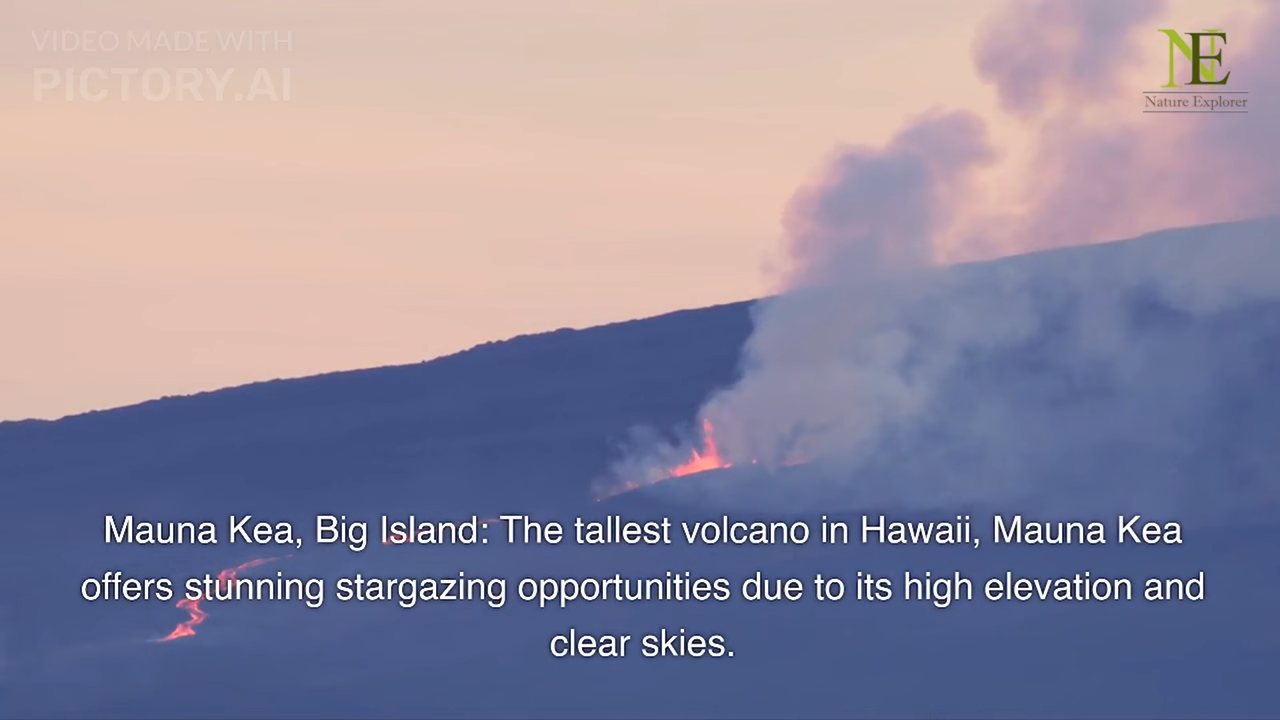 VIDEO MADE WITH
PICTORY.AI
NE
Nature Explorer
Mauna Kea, Big Island: The tallest volcano in Hawaii, Mauna Kea
offers stunning stargazing opportunities due to its high elevation and
clear skies.